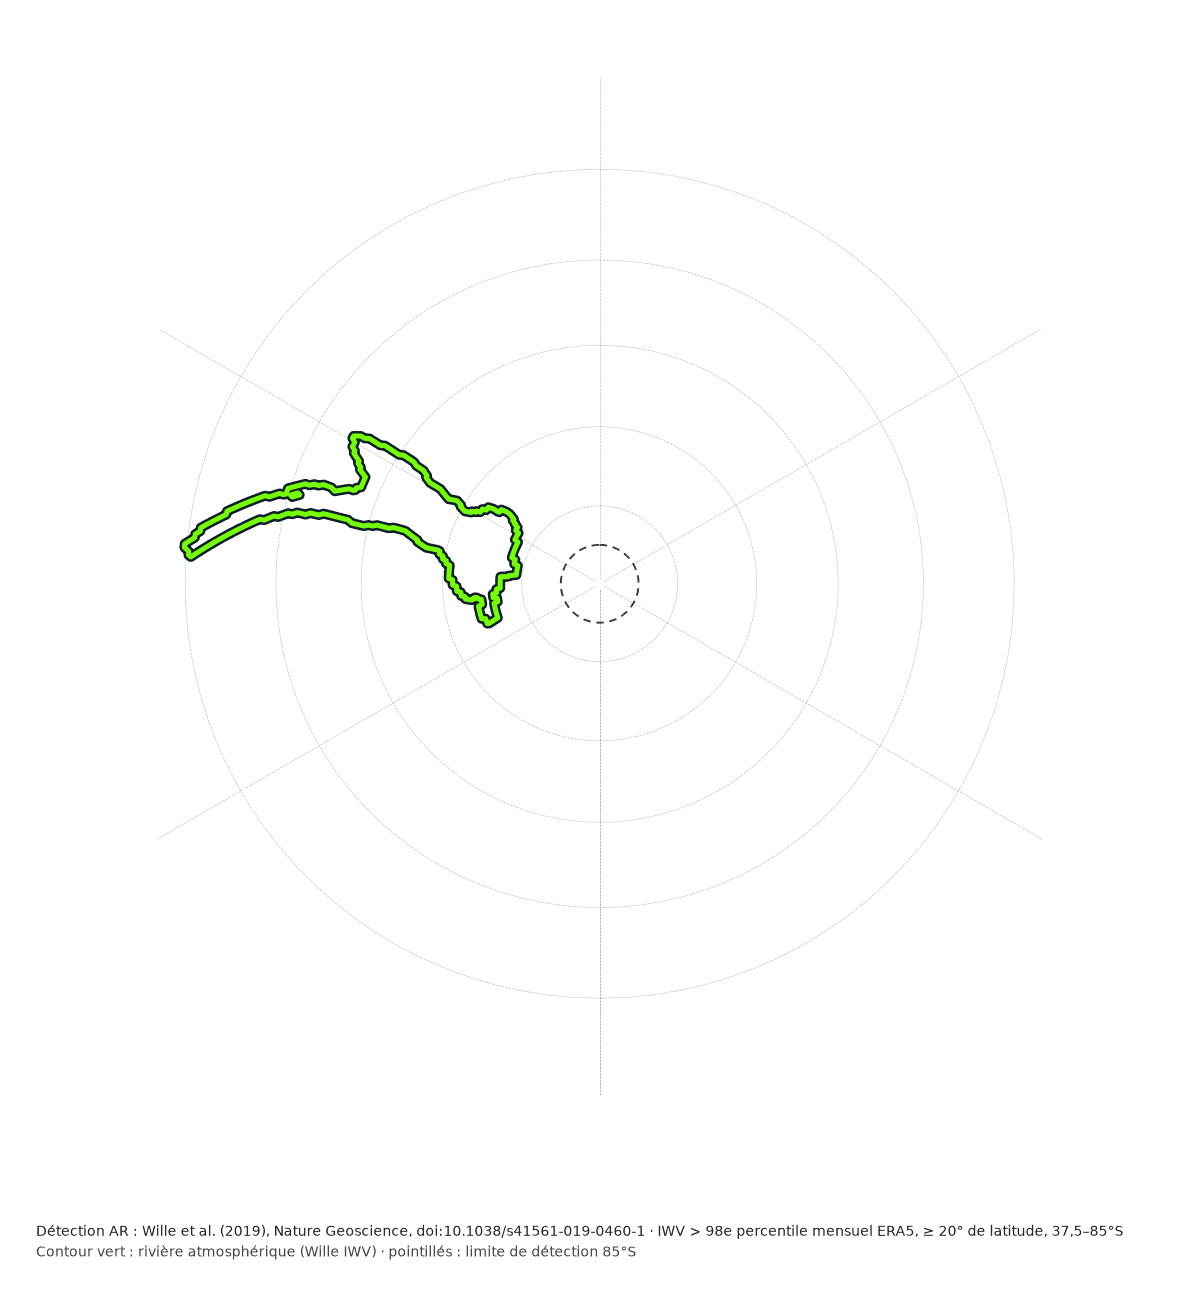 Détection AR : Wille et al. (2019), Nature Geoscience, doi:10.1038/s41561-019-0460-1 · IWV > 98e percentile mensuel ERA5, ≥ 20° de latitude, 37,5–85°S
Contour vert : rivière atmosphérique (Wille IWV) · pointillés : limite de détection 85°S